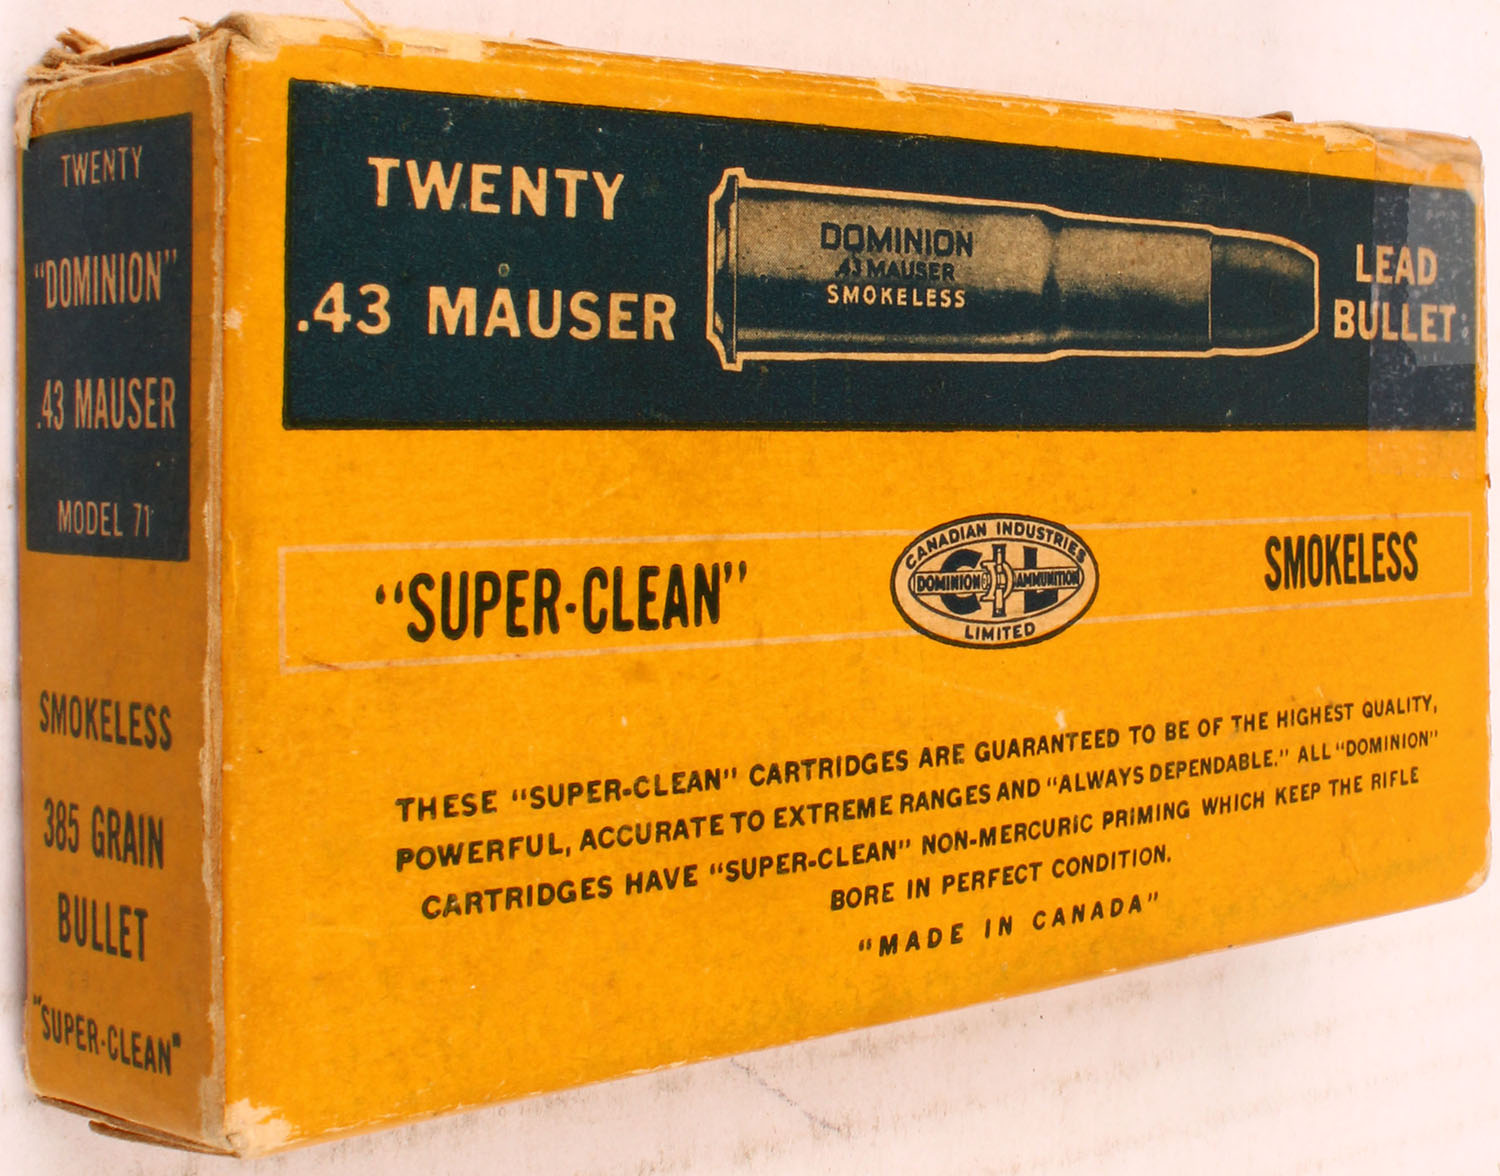 TWENTY
"DOMINION"
.43 MAUSER
MODEL 71
SMOKELESS
385 GRAIN
BULLET
"SUPER-CLEAN"
TWENTY
.43 MAUSER
DOMINION
.43 MAUSER
SMOKELESS
LEAD
BULLET
"SUPER-CLEAN"
CANADIAN INDUSTRIES
CIL
DOMINION AMMUNITION
LIMITED
SMOKELESS
THESE "SUPER-CLEAN" CARTRIDGES ARE GUARANTEED TO BE OF THE HIGHEST QUALITY,
POWERFUL, ACCURATE TO EXTREME RANGES AND "ALWAYS DEPENDABLE." ALL "DOMINION"
CARTRIDGES HAVE "SUPER-CLEAN" NON-MERCURIC PRIMING WHICH KEEP THE RIFLE
BORE IN PERFECT CONDITION.
"MADE IN CANADA"